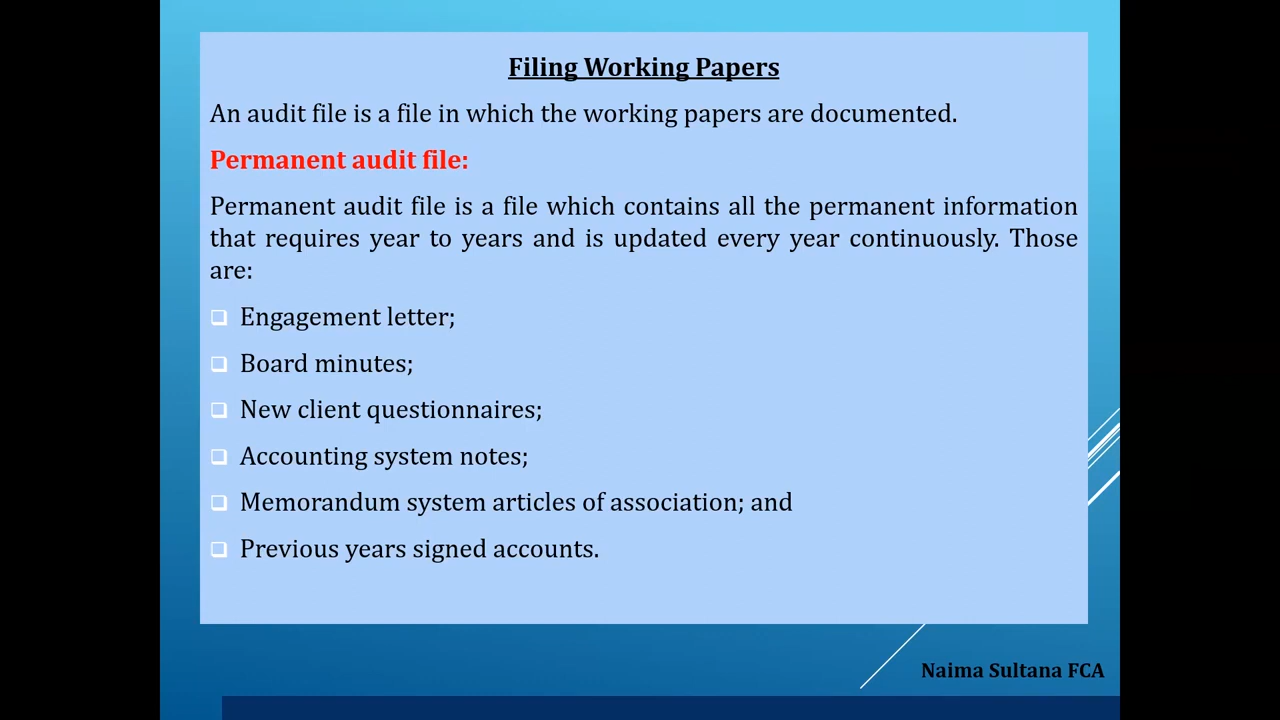 Filing Working Papers
An audit file is a file in which the working papers are documented.
Permanent audit file:
Permanent audit file is a file which contains all the permanent information
that requires year to years and is updated every year continuously. Those
are:
Engagement letter;
Board minutes;
New client questionnaires;
Accounting system notes;
Memorandum system articles of association; and
Previous years signed accounts.
Naima Sultana FCA